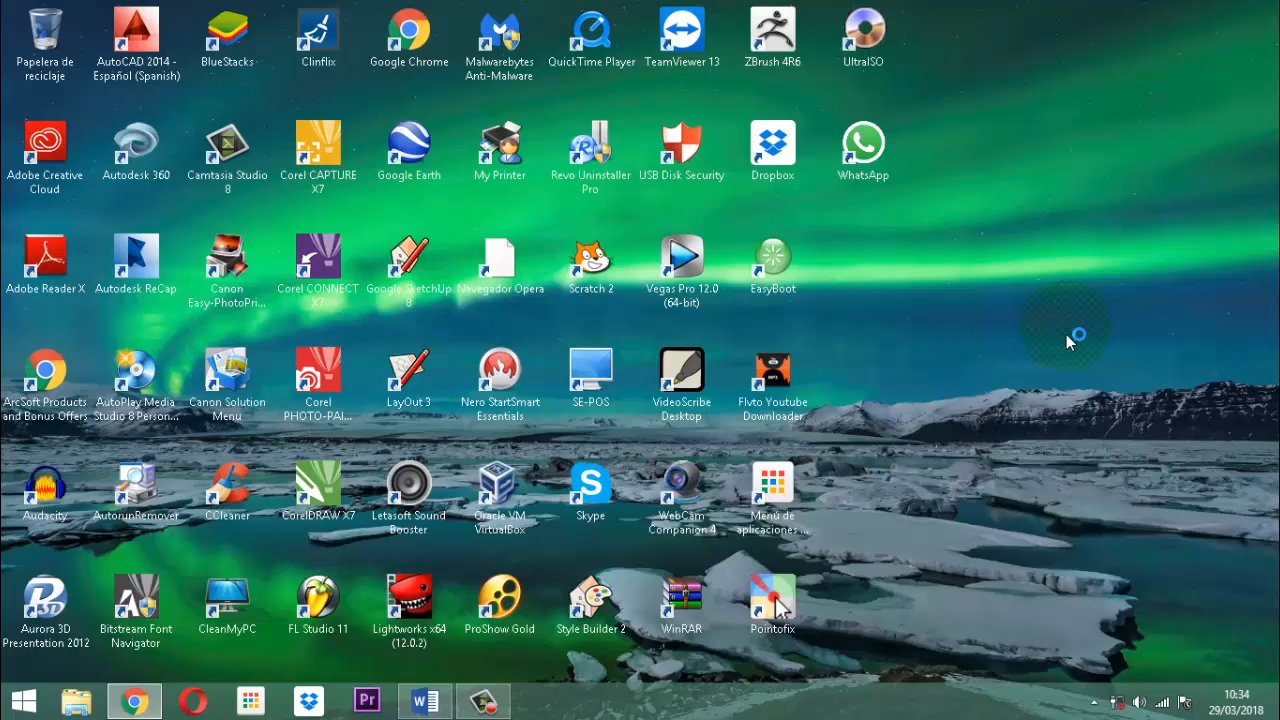 Papelera de
reciclaje
AutoCAD 2014 -
Español (Spanish)
BlueStacks
Clinflix
Google Chrome
Malwarebytes
Anti-Malware
QuickTime Player
TeamViewer 13
ZBrush 4R6
UltraISO
Adobe Creative
Cloud
Autodesk 360
Camtasia Studio
8
Corel CAPTURE
X7
Google Earth
My Printer
Revo Uninstaller
Pro
USB Disk Security
Dropbox
WhatsApp
Adobe Reader X
Autodesk ReCap
Canon
Easy-PhotoPri...
Corel CONNECT
X7
Google SketchUp
8
Navegador Opera
Scratch 2
Vegas Pro 12.0
(64-bit)
EasyBoot
ArcSoft Products
and Bonus Offers
AutoPlay Media
Studio 8 Person...
Canon Solution
Menu
Corel
PHOTO-PAI...
LayOut 3
Nero StartSmart
Essentials
SE-POS
VideoScribe
Desktop
MP3
Flvto Youtube
Downloader
Audacity
AutorunRemover
CCleaner
CorelDRAW X7
Letasoft Sound
Booster
Oracle VM
VirtualBox
Skype
WebCam
Companion 4
Menú de
aplicaciones ...
Aurora 3D
Presentation 2012
Bitstream Font
Navigator
CleanMyPC
FL Studio 11
Lightworks x64
(12.0.2)
ProShow Gold
Style Builder 2
WinRAR
Pointofix
Pr
10:34
29/03/2018